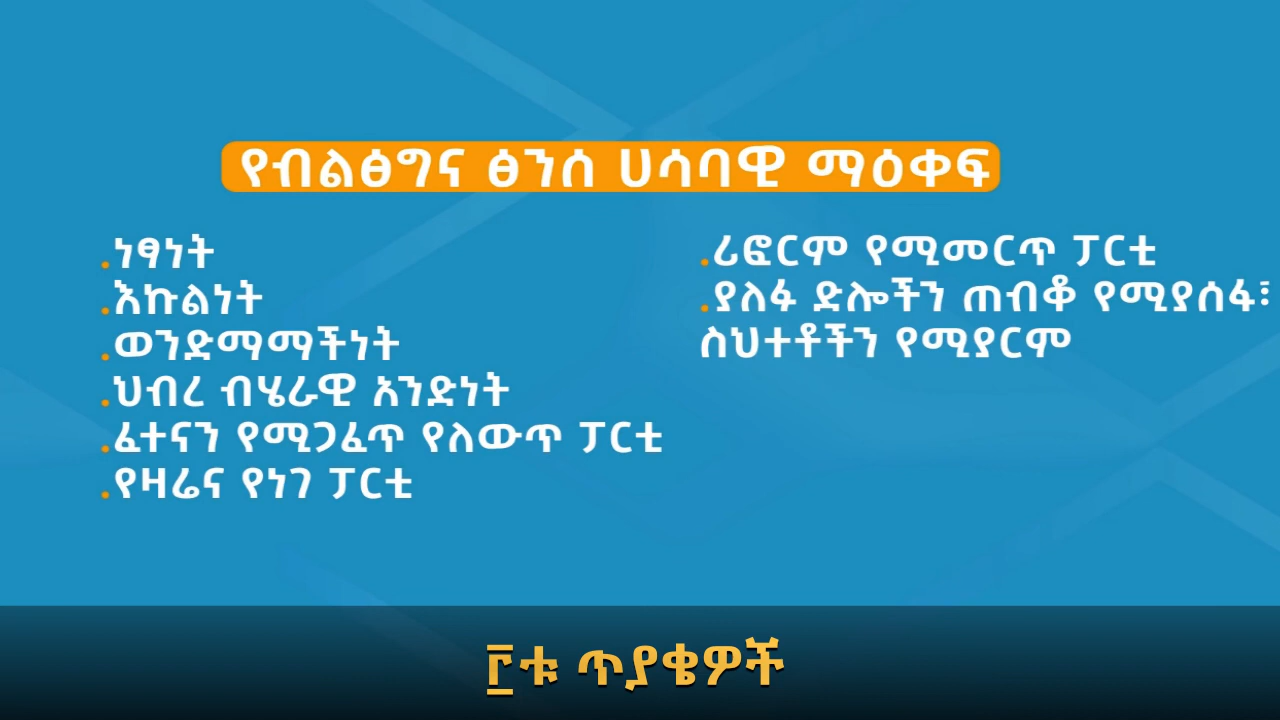 የብልፅግና ፅንሰ ሀሳባዊ ማዕቀፍ
.ነፃነት
.እኩልነት
.ወንድማማችነት
.ህብረ ብሄራዊ አንድነት
.ፈተናን የሚጋፈጥ የለውጥ ፓርቲ
.የዛሬና የነገ ፓርቲ
.ሪፎርም የሚመርጥ ፓርቲ
.ያለፉ ድሎችን ጠብቆ የሚያሰፋ፣
ስህተቶችን የሚያርም
፫ቱ ጥያቄዎች